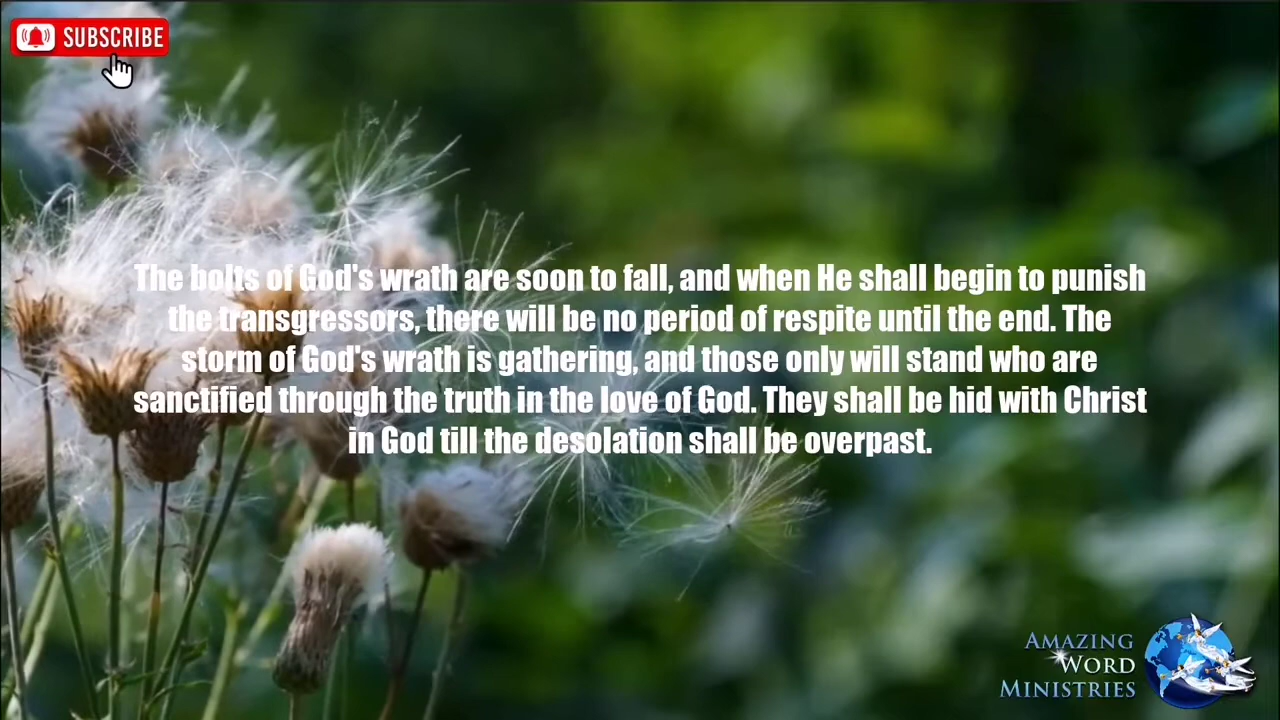 SUBSCRIBE
The bolts of God's wrath are soon to fall, and when He shall begin to punish
the transgressors, there will be no period of respite until the end. The
storm of God's wrath is gathering, and those only will stand who are
sanctified through the truth in the love of God. They shall be hid with Christ
in God till the desolation shall be overpast.
AMAZING
WORD
MINISTRIES